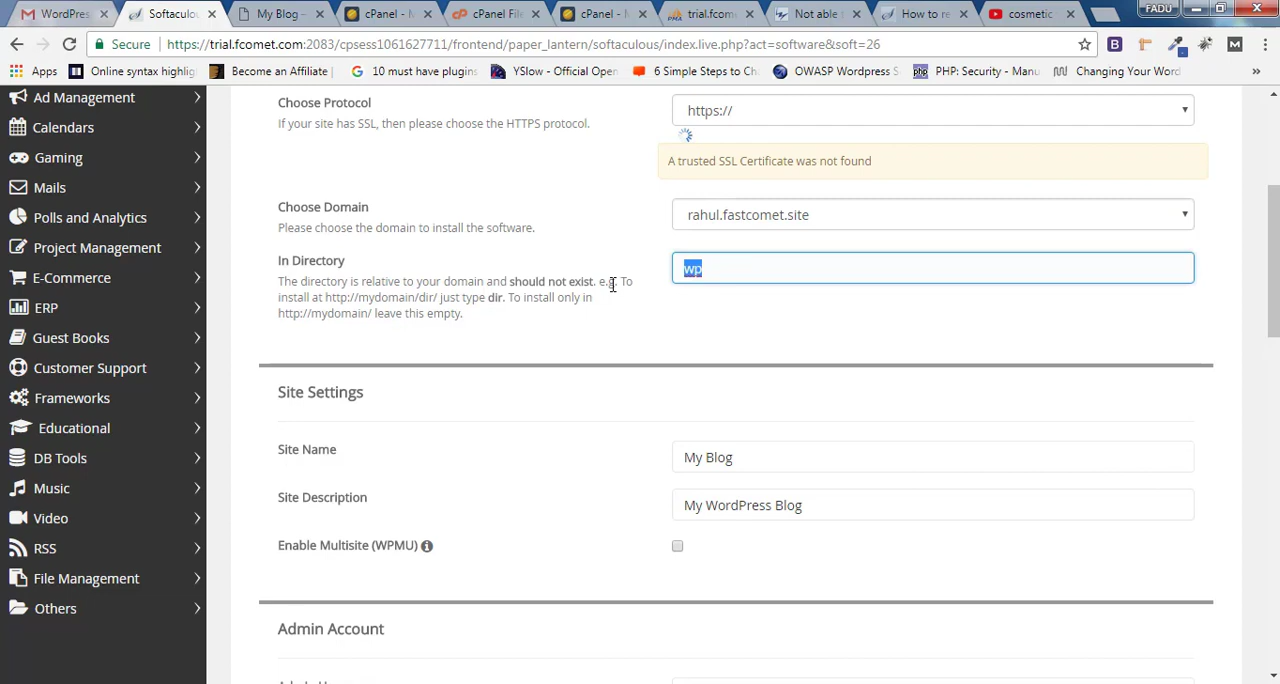 WordPress
Softaculou
My Blog –
cPanel - M
cPanel File
cPanel - M
trial.fcom
Not able
How to re
cosmetic
FADU
Secure
https://trial.fcomet.com:2083/cpsess1061627711/frontend/paper_lantern/softaculous/index.live.php?act=software&soft=26
Apps
Online syntax highlig
Become an Affiliate
10 must have plugins
YSlow - Official Open
6 Simple Steps to
OWASP Wordpress S
PHP: Security - Manu
Changing Your Word
»
Ad Management
Calendars
Gaming
Mails
Polls and Analytics
Project Management
E-Commerce
ERP
Guest Books
Customer Support
Frameworks
Educational
DB Tools
Music
Video
RSS
File Management
Others
Choose Protocol
If your site has SSL, then please choose the HTTPS protocol.
https://
A trusted SSL Certificate was not found
Choose Domain
Please choose the domain to install the software.
rahul.fastcomet.site
In Directory
The directory is relative to your domain and should not exist. e.g. To
install at http://mydomain/dir/ just type dir. To install only in
http://mydomain/ leave this empty.
wp
Site Settings
Site Name
My Blog
Site Description
My WordPress Blog
Enable Multisite (WPMU)
Admin Account